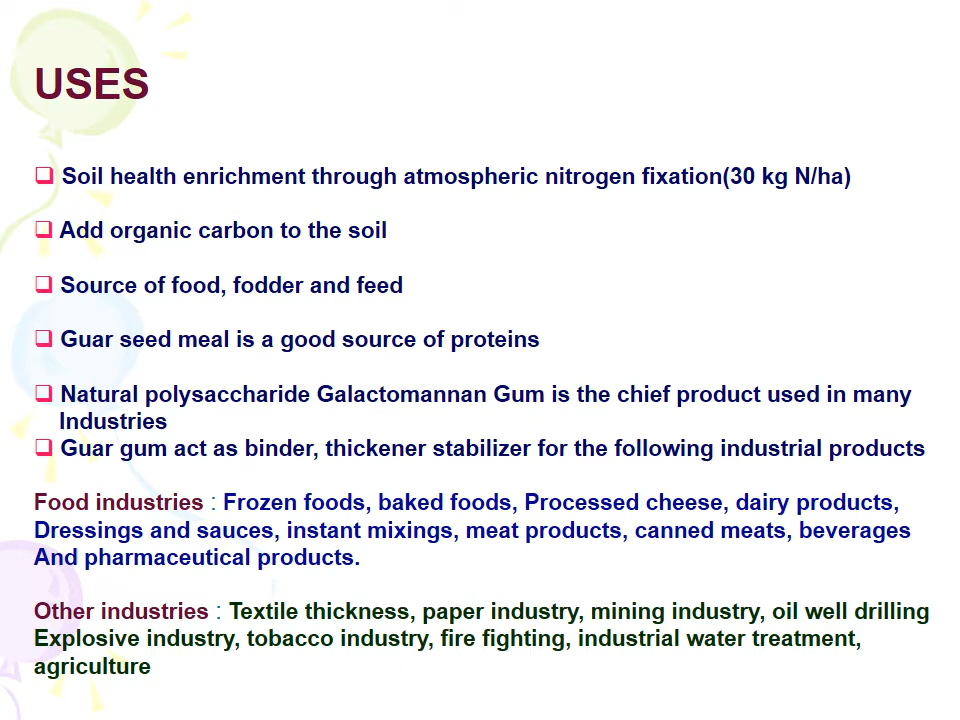 USES
Soil health enrichment through atmospheric nitrogen fixation(30 kg N/ha)
Add organic carbon to the soil
Source of food, fodder and feed
Guar seed meal is a good source of proteins
Natural polysaccharide Galactomannan Gum is the chief product used in many
Industries
Guar gum act as binder, thickener stabilizer for the following industrial products
Food industries : Frozen foods, baked foods, Processed cheese, dairy products,
Dressings and sauces, instant mixings, meat products, canned meats, beverages
And pharmaceutical products.
Other industries : Textile thickness, paper industry, mining industry, oil well drilling
Explosive industry, tobacco industry, fire fighting, industrial water treatment,
agriculture